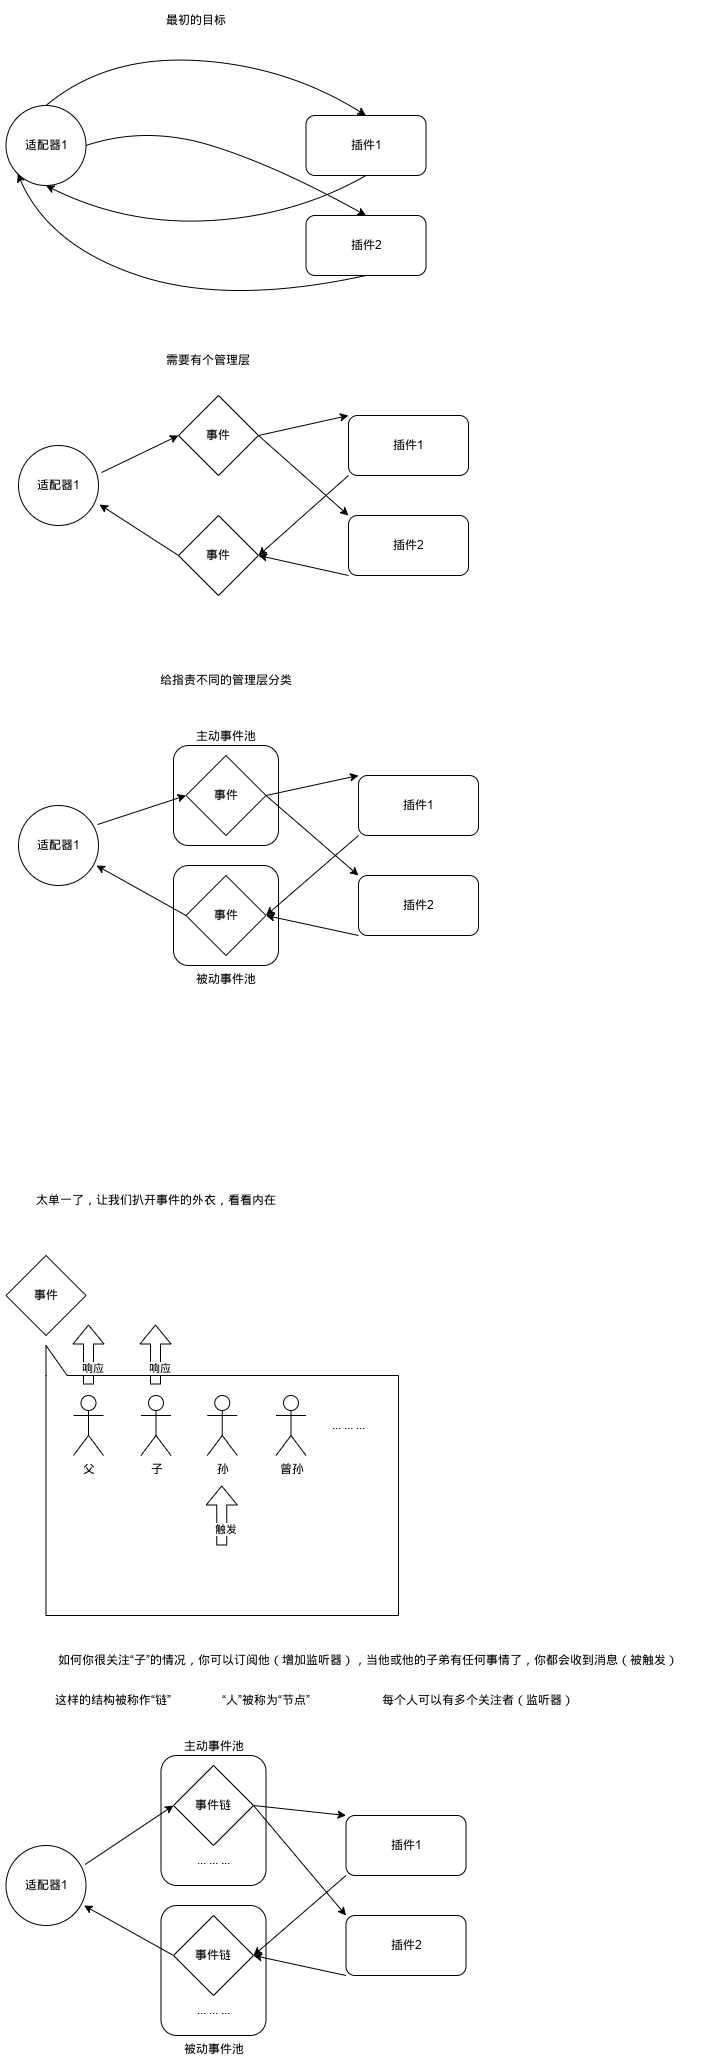 最初的目标
适配器1
插件1
插件2
需要有个管理层
事件
插件1
适配器1
插件2
事件
给指责不同的管理层分类
主动事件池
事件
插件1
适配器1
插件2
事件
被动事件池
太单一了，让我们扒开事件的外衣，看看内在
事件
响应 响应
... ... ...
父 子 孙 曾孙
触发
如何你很关注“子”的情况，你可以订阅他（增加监听器），当他或他的子弟有任何事情了，你都会收到消息（被触发）
这样的结构被称作“链” “人”被称为“节点” 每个人可以有多个关注者（监听器）
主动事件池
事件链
插件1
... ... ...
适配器1
插件2
事件链
... ... ...
被动事件池